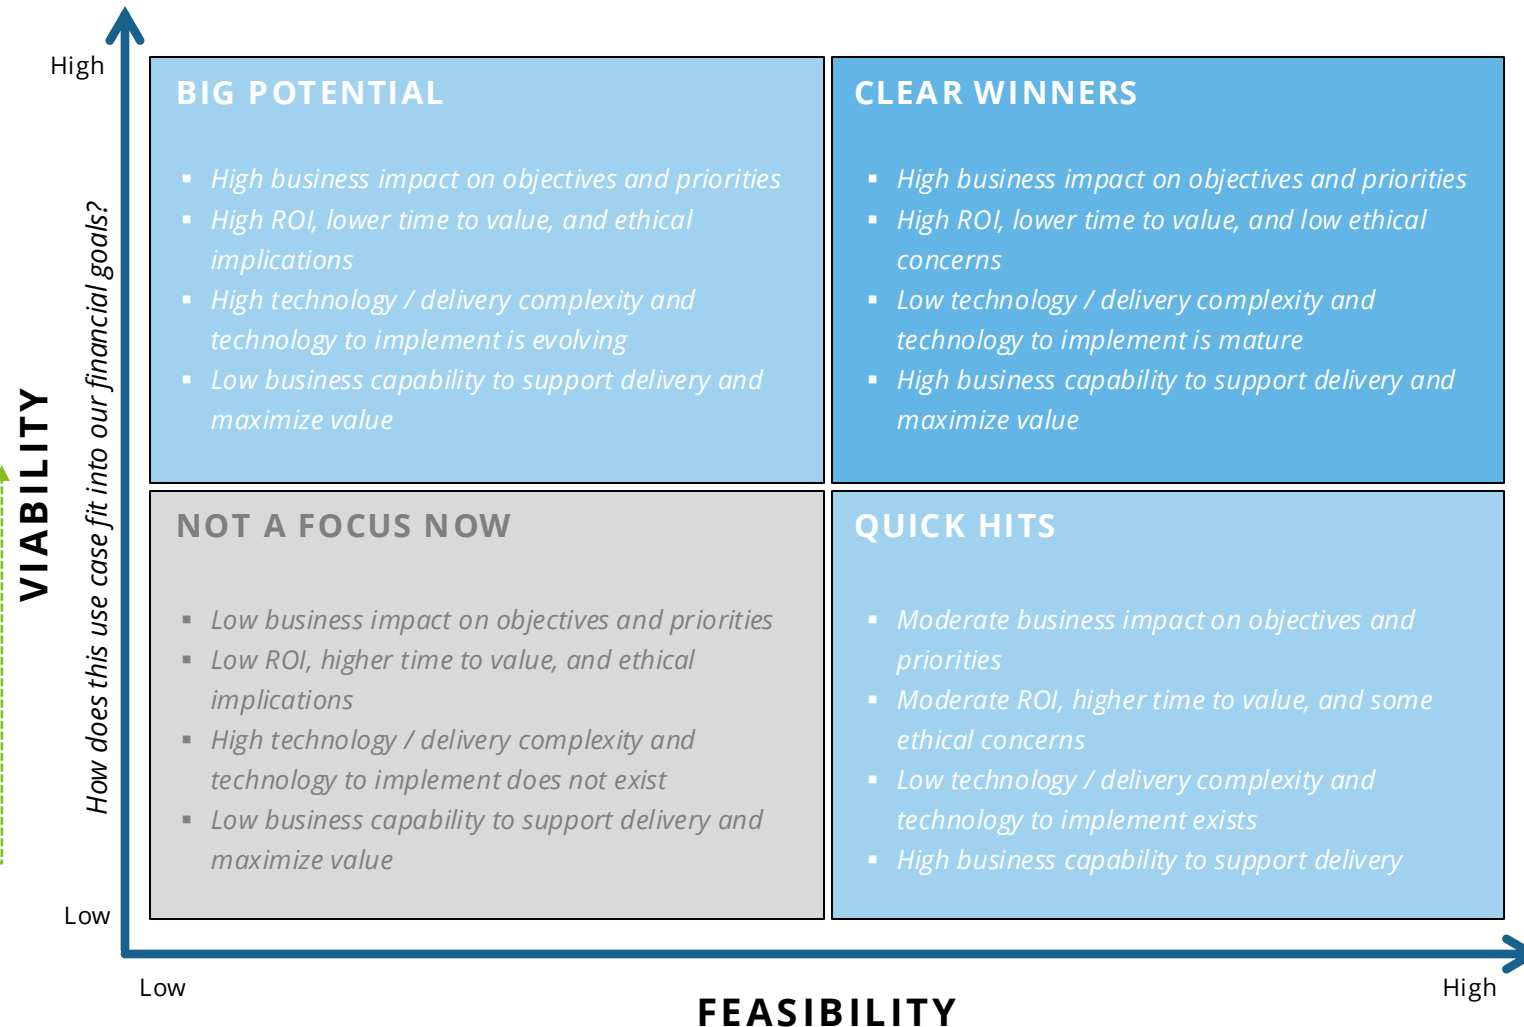 High
VIABILITY
How does this use case fit into our financial goals?
BIG POTENTIAL
▪ High business impact on objectives and priorities
▪ High ROI, lower time to value, and ethical
implications
▪ High technology / delivery complexity and
technology to implement is evolving
▪ Low business capability to support delivery and
maximize value
CLEAR WINNERS
▪ High business impact on objectives and priorities
▪ High ROI, lower time to value, and low ethical
concerns
▪ Low technology / delivery complexity and
technology to implement is mature
▪ High business capability to support delivery and
maximize value
NOT A FOCUS NOW
▪ Low business impact on objectives and priorities
▪ Low ROI, higher time to value, and ethical
implications
▪ High technology / delivery complexity and
technology to implement does not exist
▪ Low business capability to support delivery and
maximize value
QUICK HITS
▪ Moderate business impact on objectives and
priorities
▪ Moderate ROI, higher time to value, and some
ethical concerns
▪ Low technology / delivery complexity and
technology to implement exists
▪ High business capability to support delivery
Low
Low
High
FEASIBILITY